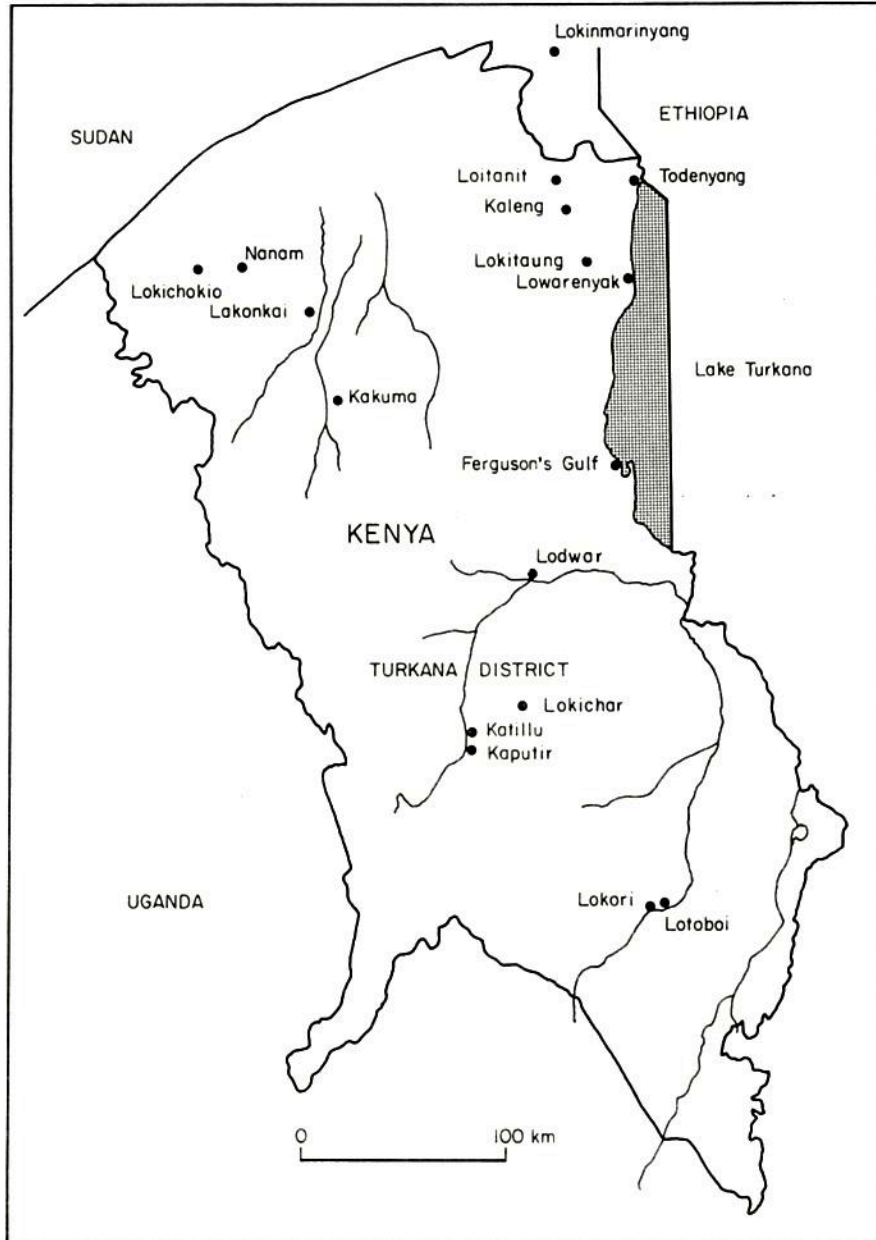 Lokinmarinyang
ETHIOPIA
SUDAN
Loitanit
Todenyang
Kaleng
Nanam
Lokitaung
Lowarenyak
Lokichokio
Lakonkai
Lake Turkana
Kakuma
Ferguson's Gulf
KENYA
Lodwar
TURKANA DISTRICT
Lokichar
Katillu
Kaputir
UGANDA
Lokori
Lotoboi
0 100 km